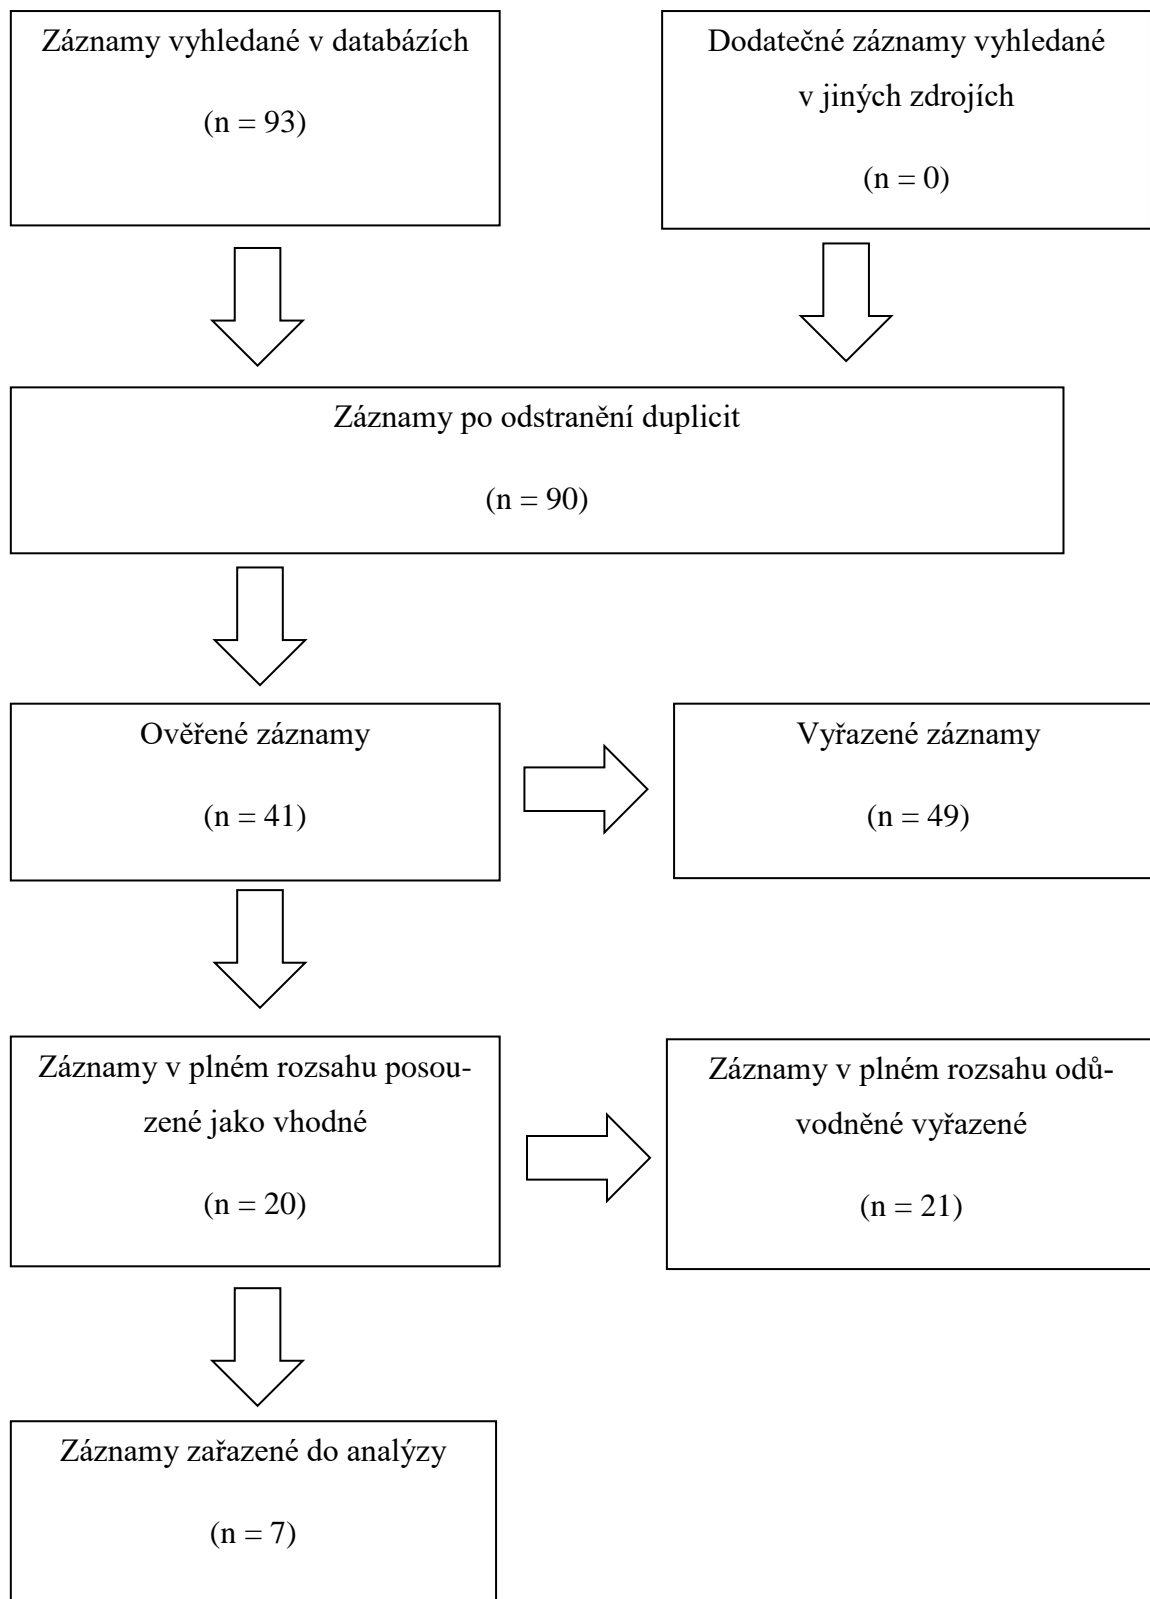 Záznamy vyhledané v databázích
(n = 93)
Dodatečné záznamy vyhledané
v jiných zdrojích
(n = 0)
Záznamy po odstranění duplicit
(n = 90)
Ověřené záznamy
(n = 41)
Vyřazené záznamy
(n = 49)
Záznamy v plném rozsahu posou-
zené jako vhodné
(n = 20)
Záznamy v plném rozsahu odů-
vodněné vyřazené
(n = 21)
Záznamy zařazené do analýzy
(n = 7)